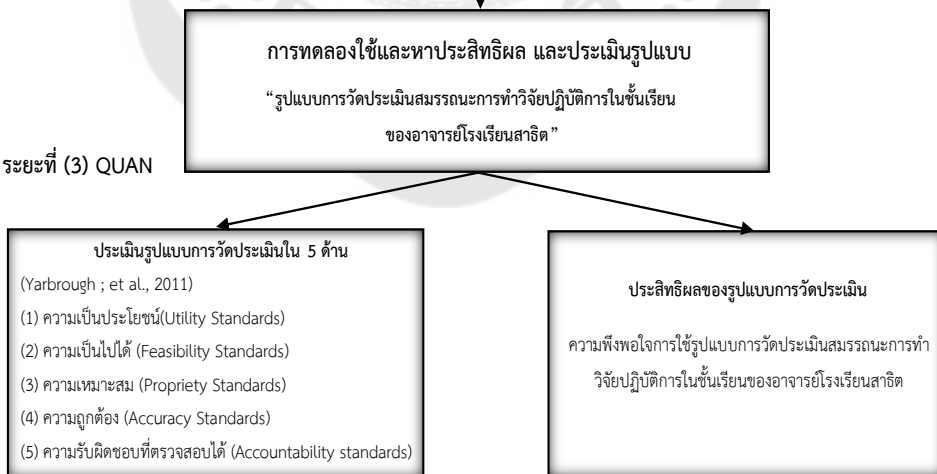 การทดลองใช้และหาประสิทธิผล และประเมินรูปแบบ
“รูปแบบการวัดประเมินสมรรถนะการทำวิจัยปฏิบัติการในชั้นเรียน
ของอาจารย์โรงเรียนสาธิต”
ระยะที่ (3) QUAN
ประเมินรูปแบบการวัดประเมินใน 5 ด้าน
(Yarbrough ; et al., 2011)
(1) ความเป็นประโยชน์(Utility Standards)
(2) ความเป็นไปได้ (Feasibility Standards)
(3) ความเหมาะสม (Propriety Standards)
(4) ความถูกต้อง (Accuracy Standards)
(5) ความรับผิดชอบที่ตรวจสอบได้ (Accountability standards)
ประสิทธิผลของรูปแบบการวัดประเมิน
ความพึงพอใจการใช้รูปแบบการวัดประเมินสมรรถนะการทำ
วิจัยปฏิบัติการในชั้นเรียนของอาจารย์โรงเรียนสาธิต